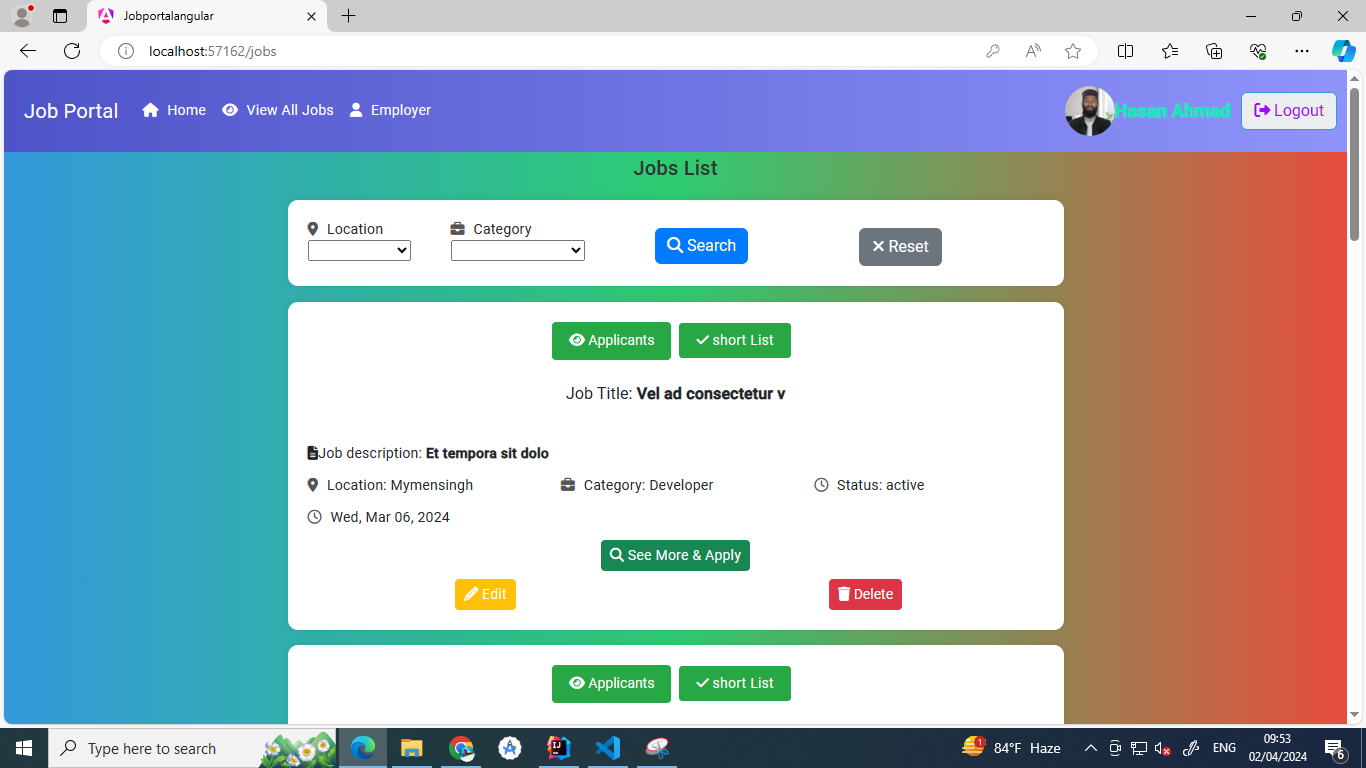 Jobportalangular
localhost:57162/jobs
Job Portal Home View All Jobs Employer Hasan Ahmad Logout
Jobs List
Location Category Search Reset
Applicants short List
Job Title: Vel ad consectetur v
Job description: Et tempora sit dolo
Location: Mymensingh Category: Developer Status: active
Wed, Mar 06, 2024
See More & Apply
Edit Delete
Applicants short List
Type here to search 1 84°F Haze ENG 09:53
02/04/2024 6